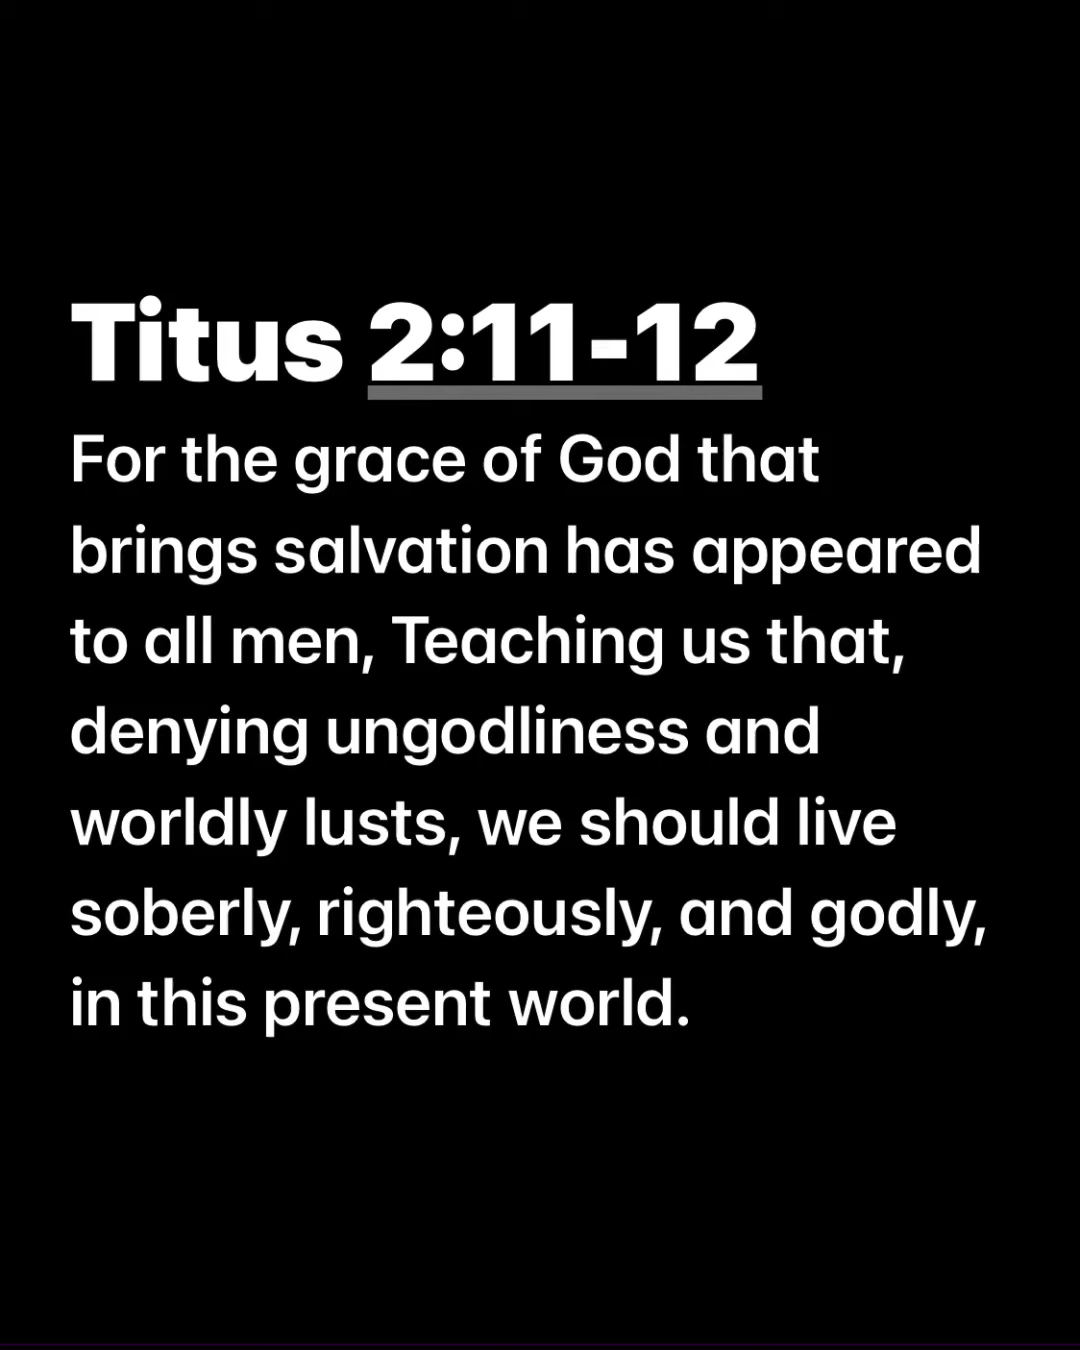 Titus 2:11-12
For the grace of God that
brings salvation has appeared
to all men, Teaching us that,
denying ungodliness and
worldly lusts, we should live
soberly, righteously, and godly,
in this present world.